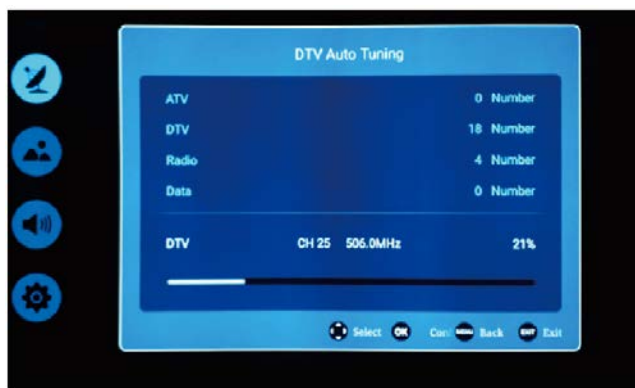 DTV Auto Tuning
ATV 0 Number
DTV 18 Number
Radio 4 Number
Data 0 Number
DTV CH 25 506.0MHz 21%
Select OK Con MENU Back EXIT Exit